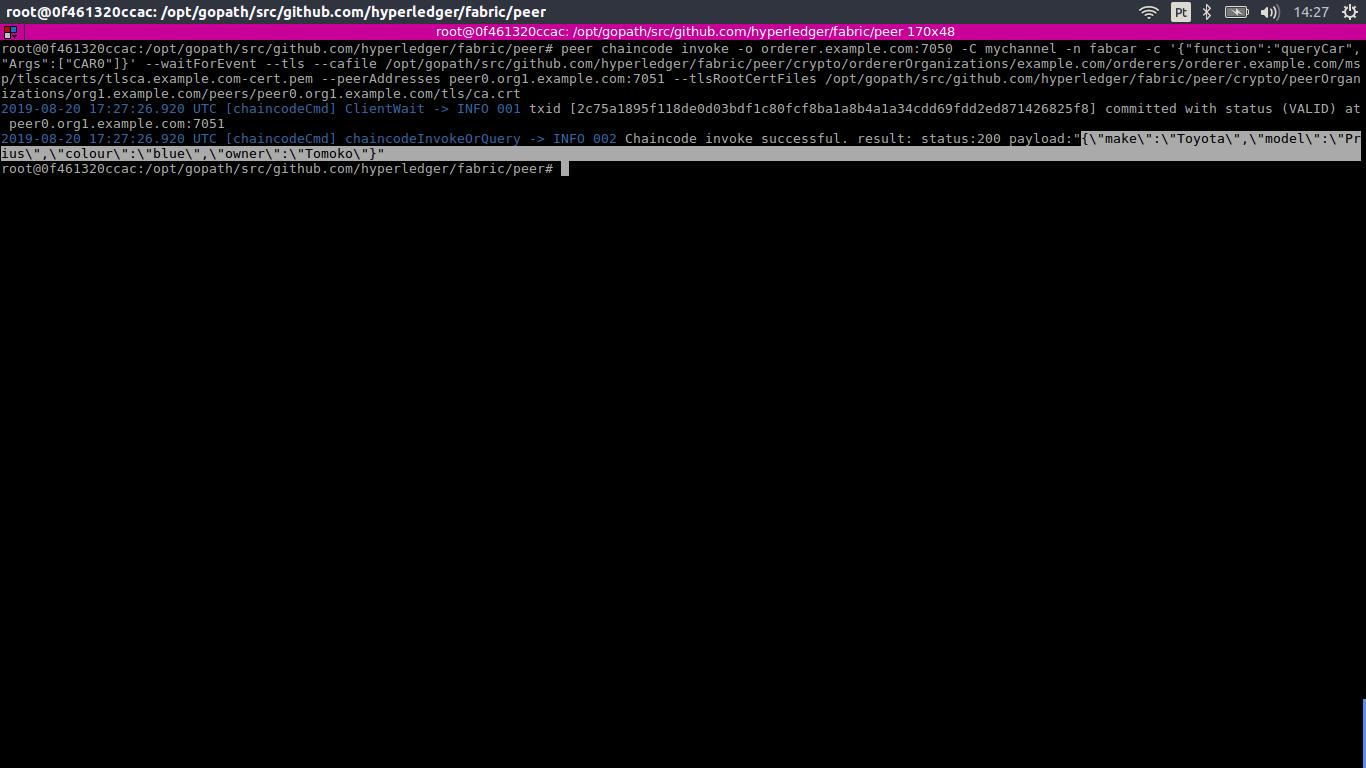 root@0f461320ccac: /opt/gopath/src/github.com/hyperledger/fabric/peer
Pt
14:27
root@0f461320ccac: /opt/gopath/src/github.com/hyperledger/fabric/peer 170x48
root@0f461320ccac:/opt/gopath/src/github.com/hyperledger/fabric/peer# peer chaincode invoke -o orderer.example.com:7050 -C mychannel -n fabcar -c '{"function":"queryCar",
"Args":["CAR0"]}' --waitForEvent --tls --cafile /opt/gopath/src/github.com/hyperledger/fabric/peer/crypto/ordererOrganizations/example.com/orderers/orderer.example.com/ms
p/tlscacerts/tlsca.example.com-cert.pem --peerAddresses peer0.org1.example.com:7051 --tlsRootCertFiles /opt/gopath/src/github.com/hyperledger/fabric/peer/crypto/peerOrgan
izations/org1.example.com/peers/peer0.org1.example.com/tls/ca.crt
2019-08-20 17:27:26.920 UTC [chaincodeCmd] ClientWait -> INFO 001 txid [2c75a1895f118de0d03bdf1c80fcf8ba1a8b4a1a34cdd69fdd2ed871426825f8] committed with status (VALID) at
peer0.org1.example.com:7051
2019-08-20 17:27:26.920 UTC [chaincodeCmd] chaincodeInvokeOrQuery -> INFO 002 Chaincode invoke successful. result: status:200 payload:"{\"make\":\"Toyota\",\"model\":\"Pr
ius\",\"colour\":\"blue\",\"owner\":\"Tomoko\"}"
root@0f461320ccac:/opt/gopath/src/github.com/hyperledger/fabric/peer#